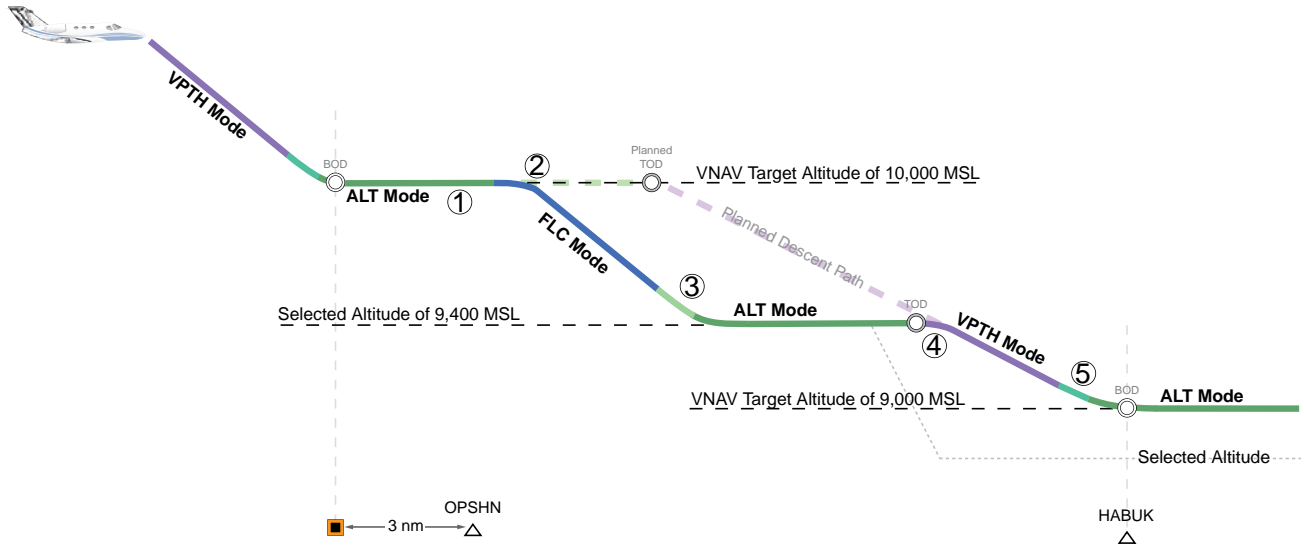 VPTH Mode
BOD
ALT Mode
①
②
Planned
TOD
VNAV Target Altitude of 10,000 MSL
FLC Mode
Planned Descent Path
③
Selected Altitude of 9,400 MSL
ALT Mode
TOD
④
VPTH Mode
⑤
VNAV Target Altitude of 9,000 MSL
BOD
ALT Mode
Selected Altitude
OPSHN
3 nm
HABUK